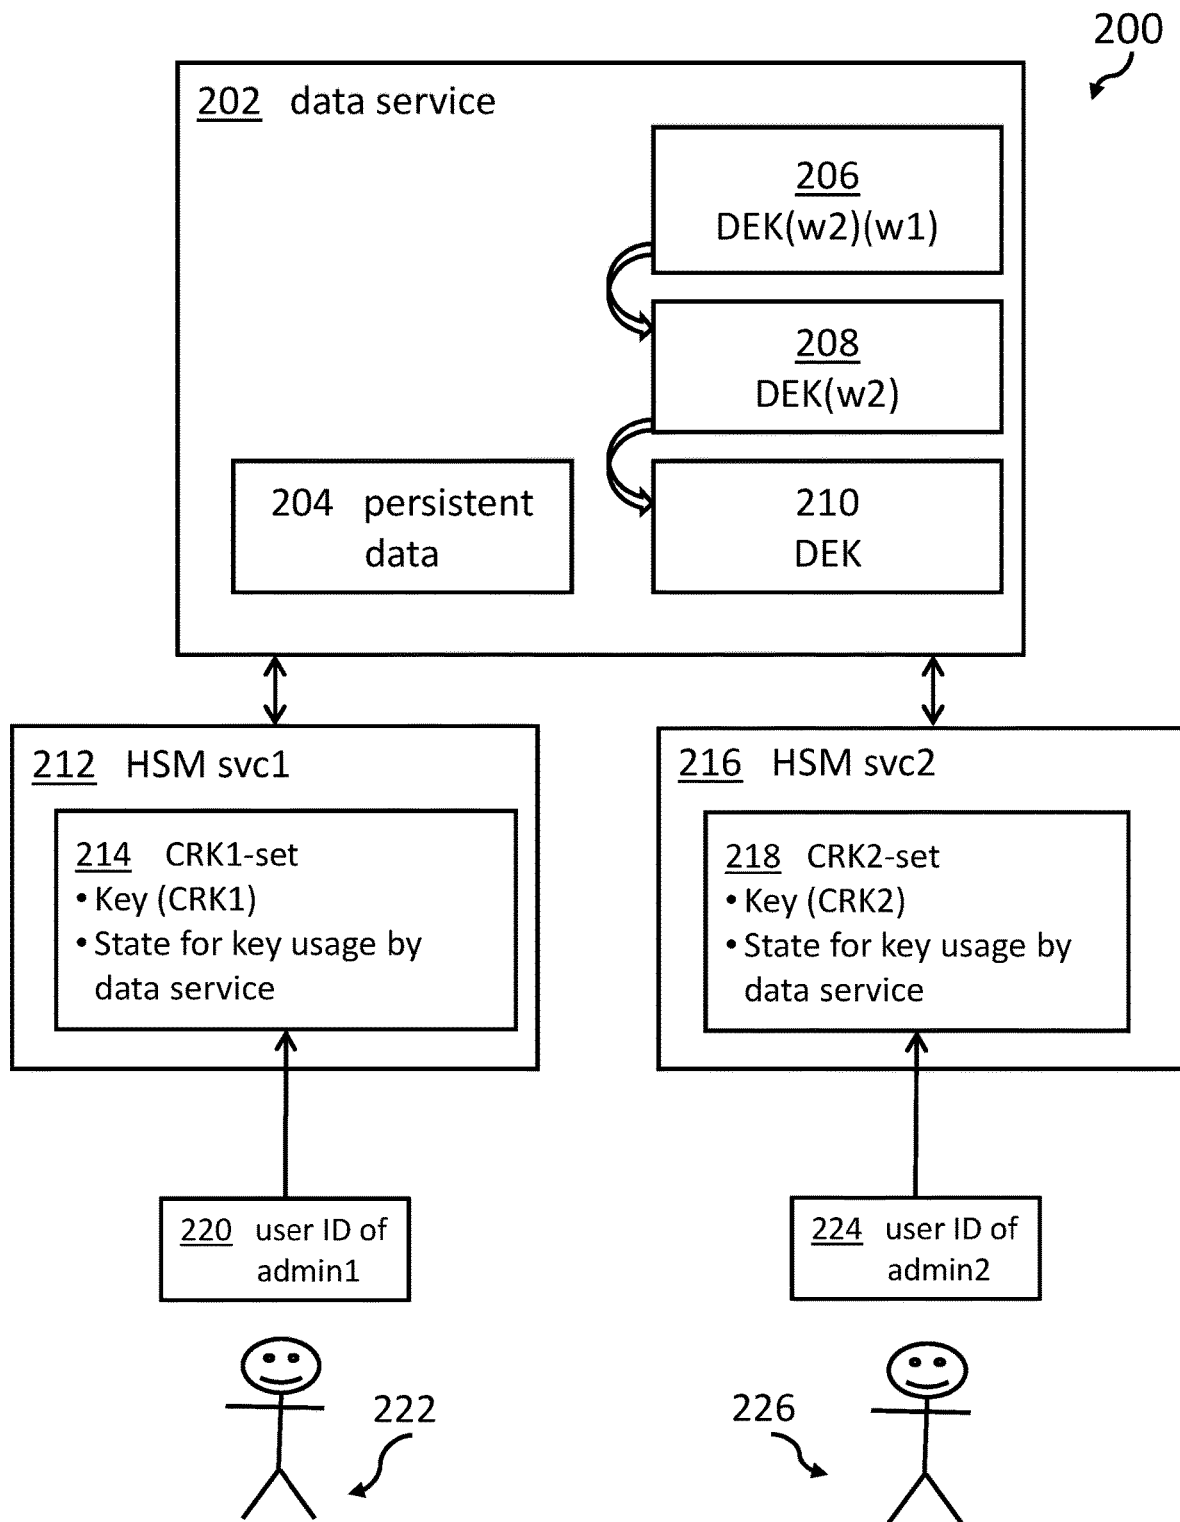 200
202 data service
206
DEK(w2)(w1)
208
DEK(w2)
204 persistent
data
210
DEK
212 HSM svc1
214 CRK1-set
• Key (CRK1)
• State for key usage by
data service
216 HSM svc2
218 CRK2-set
• Key (CRK2)
• State for key usage by
data service
220 user ID of
admin1
224 user ID of
admin2
222
226